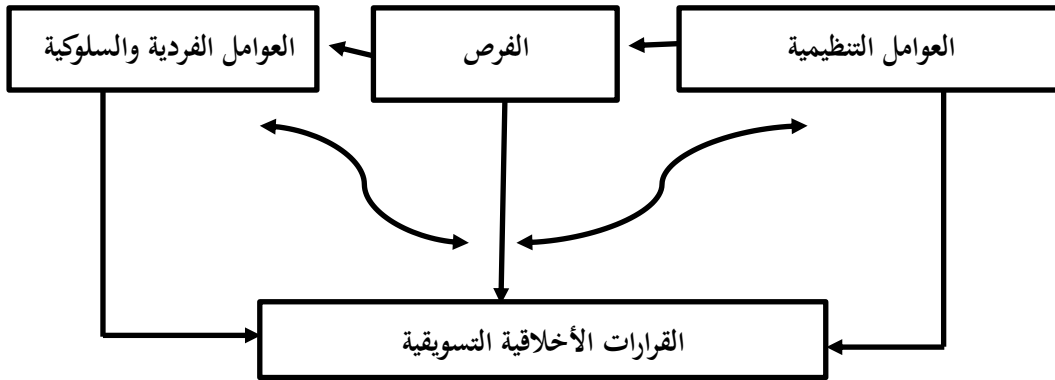 العوامل التنظيمية
الفرص
العوامل الفردية والسلوكية
القرارات الأخلاقية التسويقية